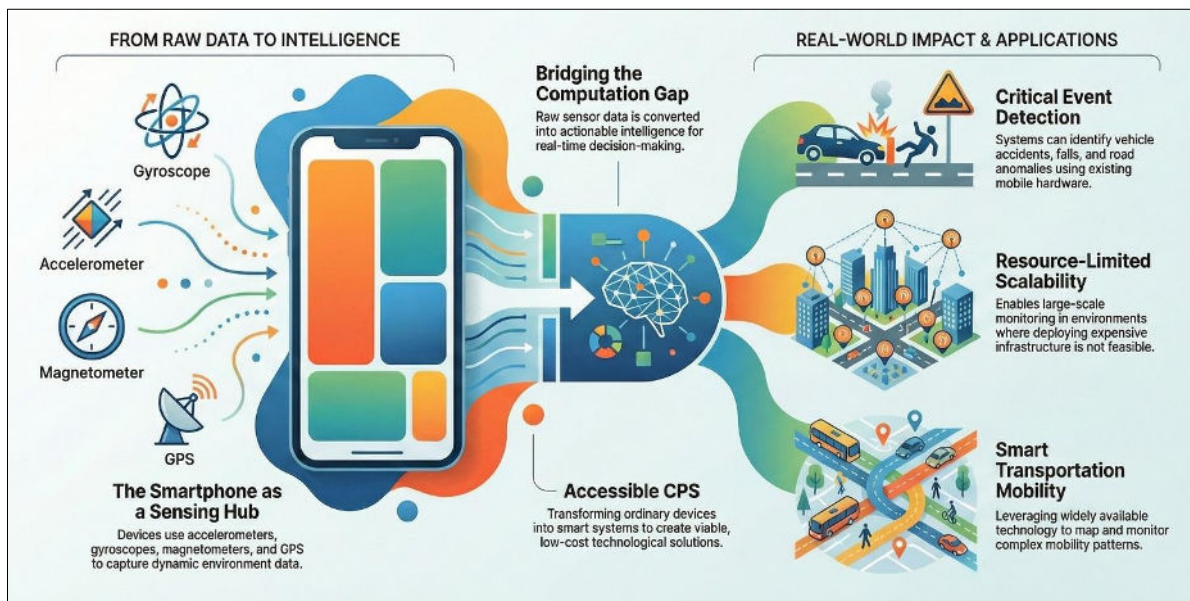 FROM RAW DATA TO INTELLIGENCE
Gyroscope
Accelerometer
Magnetometer
GPS
The Smartphone as
a Sensing Hub
Devices use accelerometers,
gyroscopes, magnetometers, and GPS
to capture dynamic environment data.
Bridging the
Computation Gap
Raw sensor data is converted
into actionable intelligence for
real-time decision-making.
Accessible CPS
Transforming ordinary devices
into smart systems to create viable,
low-cost technological solutions.
REAL-WORLD IMPACT & APPLICATIONS
Critical Event
Detection
Systems can identify vehicle
accidents, falls, and road
anomalies using existing
mobile hardware.
Resource-Limited
Scalability
Enables large-scale
monitoring in environments
where deploying expensive
infrastructure is not feasible.
Smart
Transportation
Mobility
Leveraging widely available
technology to map and monitor
complex mobility patterns.